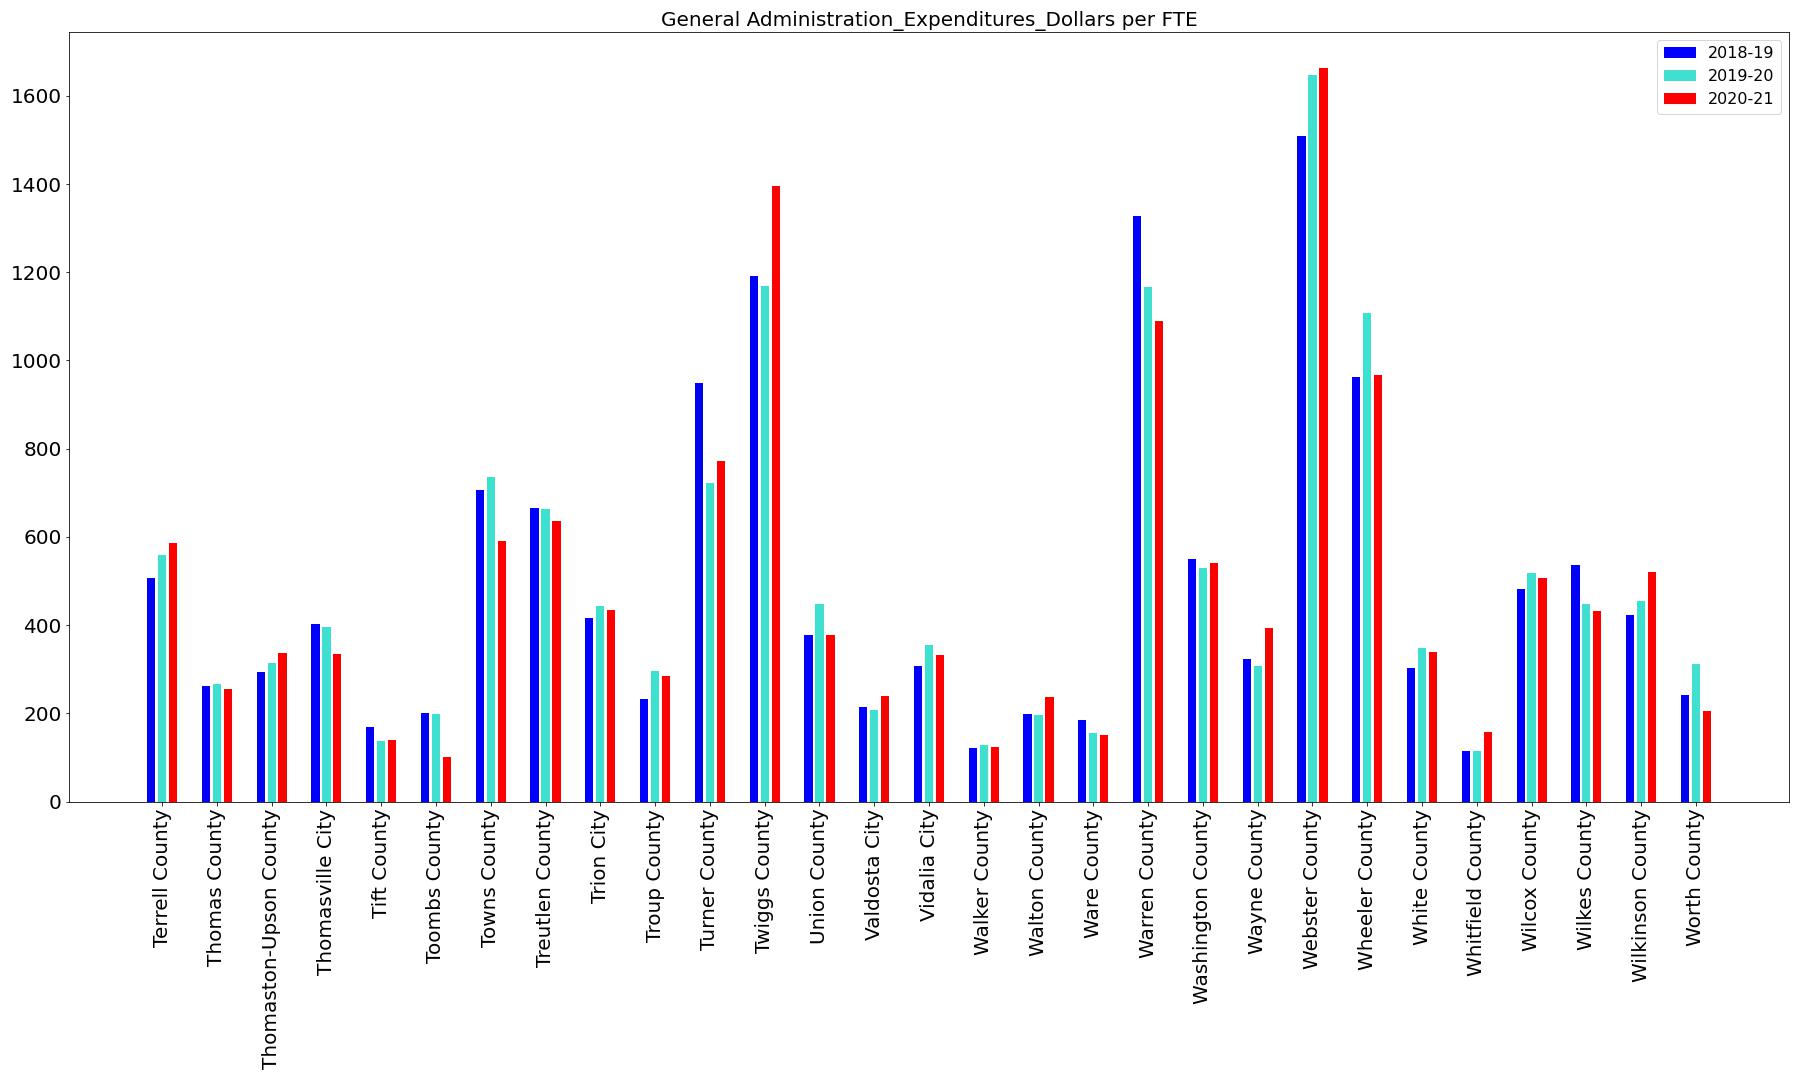 General Administration_Expenditures_Dollars per FTE
2018-19
2019-20
2020-21
1600
1400
1200
1000
800
600
400
200
0
Terrell County
Thomas County
Thomaston-Upson County
Thomasville City
Tift County
Toombs County
Towns County
Treutlen County
Trion City
Troup County
Turner County
Twiggs County
Union County
Valdosta City
Vidalia City
Walker County
Walton County
Ware County
Warren County
Washington County
Wayne County
Webster County
Wheeler County
White County
Whitfield County
Wilcox County
Wilkes County
Wilkinson County
Worth County